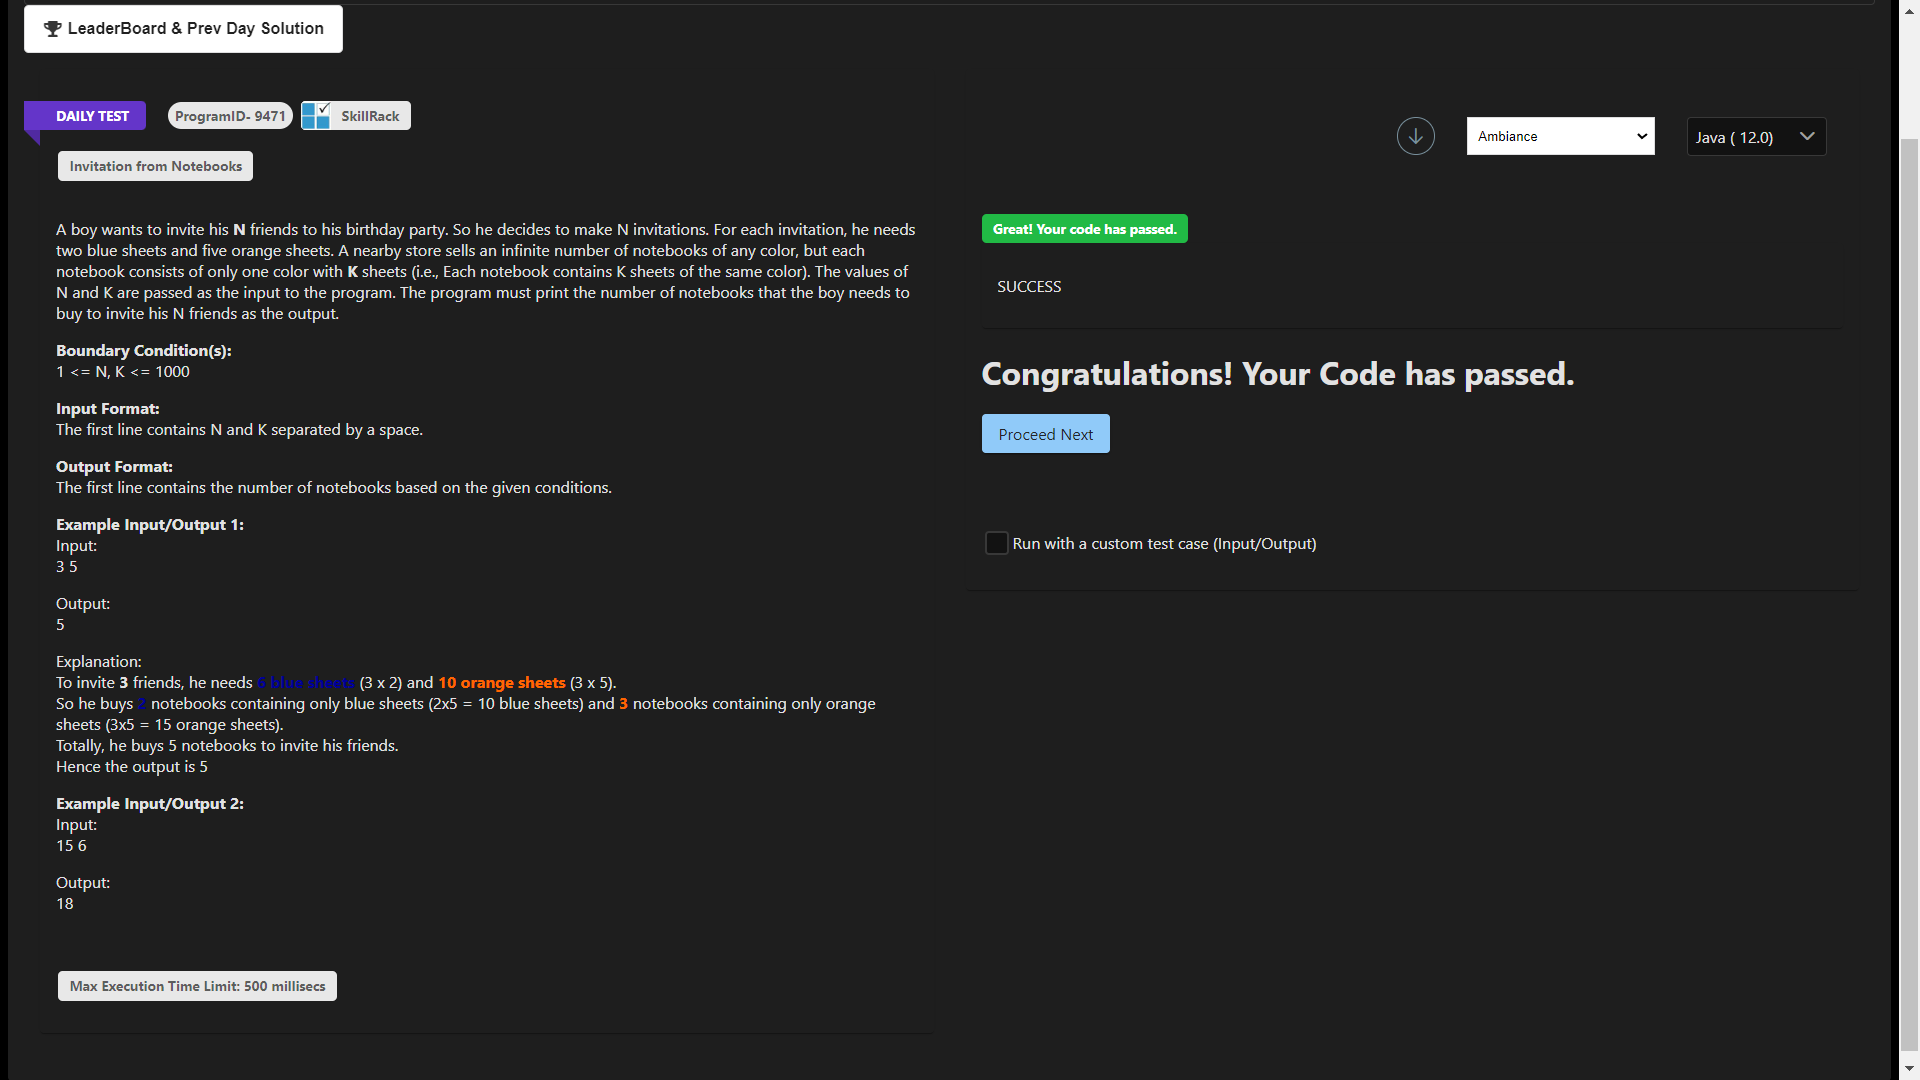 LeaderBoard & Prev Day Solution
DAILY TEST
ProgramID- 9471
SkillRack
Ambiance
Java ( 12.0)
Invitation from Notebooks
A boy wants to invite his N friends to his birthday party. So he decides to make N invitations. For each invitation, he needs
two blue sheets and five orange sheets. A nearby store sells an infinite number of notebooks of any color, but each
notebook consists of only one color with K sheets (i.e., Each notebook contains K sheets of the same color). The values of
N and K are passed as the input to the program. The program must print the number of notebooks that the boy needs to
buy to invite his N friends as the output.
Boundary Condition(s):
1 <= N, K <= 1000
Input Format:
The first line contains N and K separated by a space.
Output Format:
The first line contains the number of notebooks based on the given conditions.
Example Input/Output 1:
Input:
3 5
Output:
5
Explanation:
To invite 3 friends, he needs 6 blue sheets (3 x 2) and 10 orange sheets (3 x 5).
So he buys 2 notebooks containing only blue sheets (2x5 = 10 blue sheets) and 3 notebooks containing only orange
sheets (3x5 = 15 orange sheets).
Totally, he buys 5 notebooks to invite his friends.
Hence the output is 5
Example Input/Output 2:
Input:
15 6
Output:
18
Max Execution Time Limit: 500 millisecs
Great! Your code has passed.
SUCCESS
Congratulations! Your Code has passed.
Proceed Next
Run with a custom test case (Input/Output)